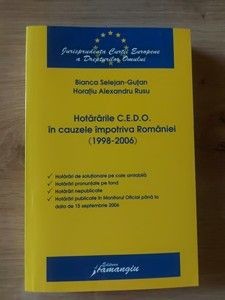 Jurisprudenţa Curţii Europene
a Drepturilor Omului
Bianca Selejan-Guţan
Horaţiu Alexandru Rusu
Hotărârile C.E.D.O.
în cauzele împotriva României
(1998-2006)
✓ Hotărâri de soluţionare pe cale amiabilă
✓ Hotărâri pronunţate pe fond
✓ Hotărâri nepublicate
✓ Hotărâri publicate în Monitorul Oficial până la
data de 15 septembrie 2006
Editura
Hamangiu